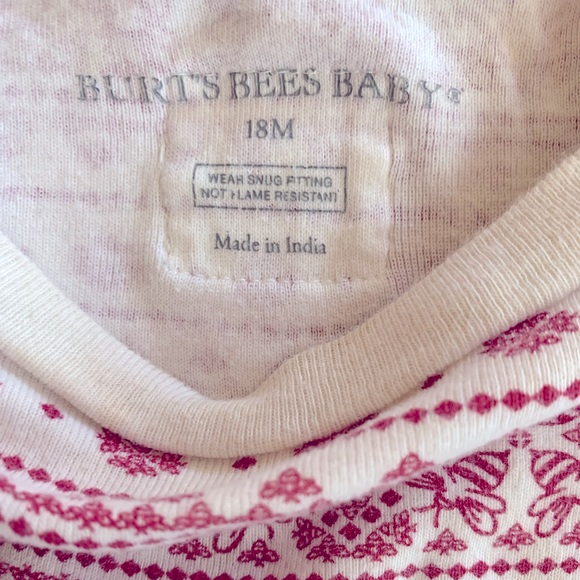 BURT'S BEES BABY®
18M
WEAR SNUG FITTING
NOT FLAME RESISTANT
Made in India